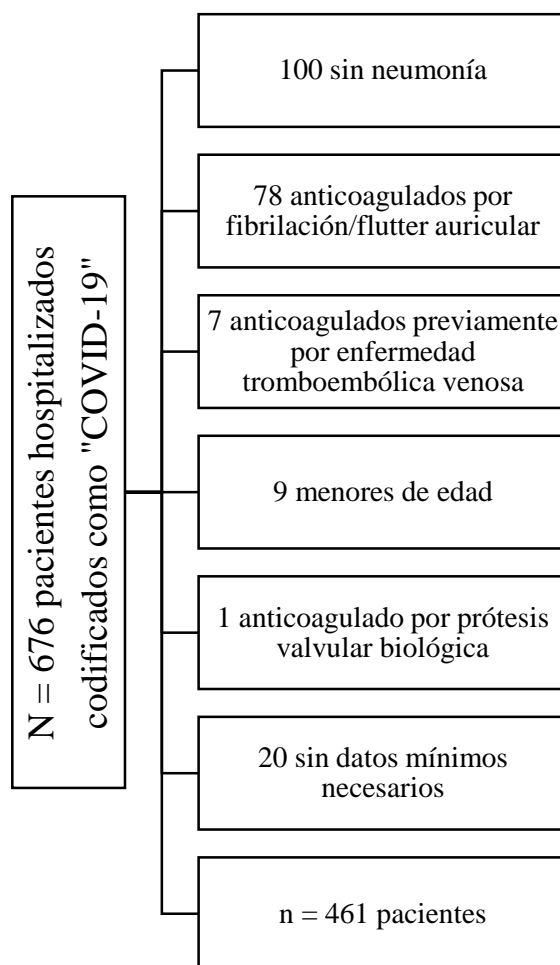 N = 676 pacientes hospitalizados
codificados como "COVID-19"
100 sin neumonía
78 anticoagulados por
fibrilación/flutter auricular
7 anticoagulados previamente
por enfermedad
tromboembólica venosa
9 menores de edad
1 anticoagulado por prótesis
valvular biológica
20 sin datos mínimos
necesarios
n = 461 pacientes